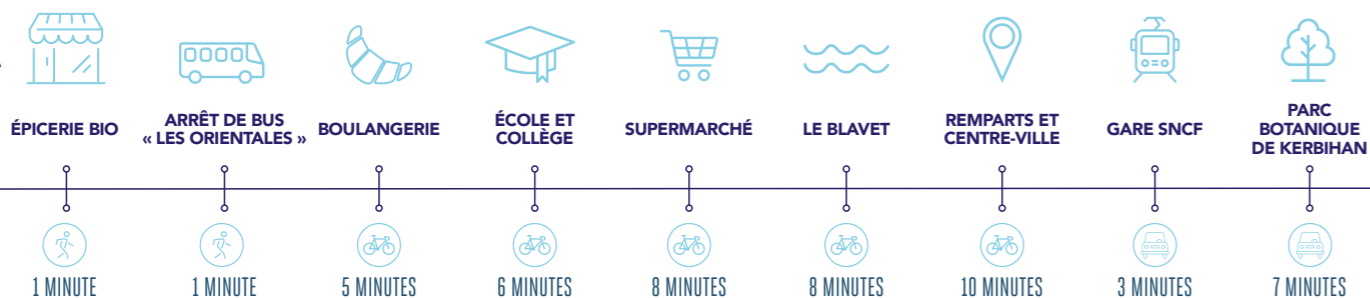 ÉPICERIE BIO
ARRÊT DE BUS
« LES ORIENTALES »
BOULANGERIE
ÉCOLE ET
COLLÈGE
SUPERMARCHÉ
LE BLAVET
REMPARTS ET
CENTRE-VILLE
GARE SNCF
PARC
BOTANIQUE
DE KERBIHAN
1 MINUTE
1 MINUTE
5 MINUTES
6 MINUTES
8 MINUTES
8 MINUTES
10 MINUTES
3 MINUTES
7 MINUTES